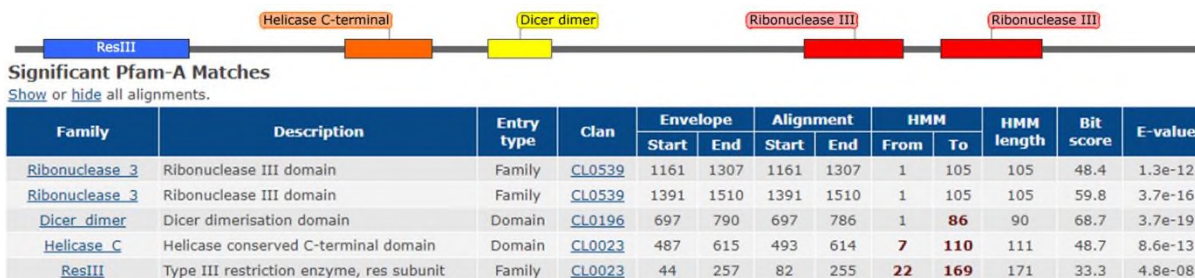 Helicase C-terminal Dicer dimer Ribonuclease III Ribonuclease III
ResIII
Significant Pfam-A Matches
Show or hide all alignments.
Family Description Entry type Clan Envelope Alignment HMM HMM length Bit score E-value
Start End Start End From To
Ribonuclease_3 Ribonuclease III domain Family CL0539 1161 1307 1161 1307 1 105 105 48.4 1.3e-12
Ribonuclease_3 Ribonuclease III domain Family CL0539 1391 1510 1391 1510 1 105 105 59.8 3.7e-16
Dicer_dimer Dicer dimerisation domain Domain CL0196 697 790 697 786 1 86 90 68.7 3.7e-19
Helicase_C Helicase conserved C-terminal domain Domain CL0023 487 615 493 614 7 110 111 48.7 8.6e-13
ResIII Type III restriction enzyme, res subunit Family CL0023 44 257 82 255 22 169 171 33.3 4.8e-08